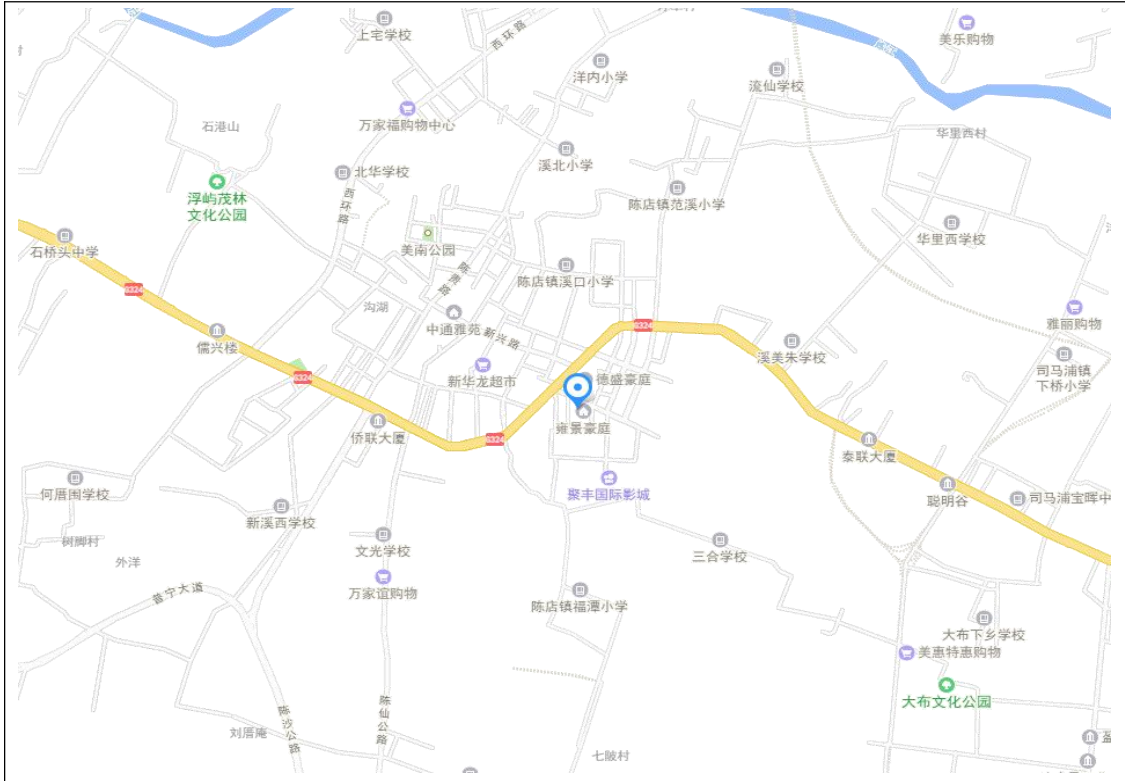 上宅学校
西环路
美乐购物
洋内小学
流仙学校
石港山
万家福购物中心
华里西村
溪北小学
北华学校
浮屿茂林
文化公园
西环路
陈店镇范溪小学
华里西学校
石桥头中学
美南公园
陈贵路
陈店镇溪口小学
G324
沟湖
中通雅苑
新兴路
G324
雅丽购物
儒兴楼
溪美朱学校
司马浦镇
下桥小学
G324
新华龙超市
德盛豪庭
侨联大厦
G324
雍景豪庭
泰联大厦
何厝围学校
聚丰国际影城
聪明谷
司马浦宝晖中
新溪西学校
树脚村
外洋
文光学校
三合学校
普宁大道
万家谊购物
陈店镇福潭小学
大布下乡学校
美惠特惠购物
大布文化公园
陈仙公路
刘厝庵
七陂村